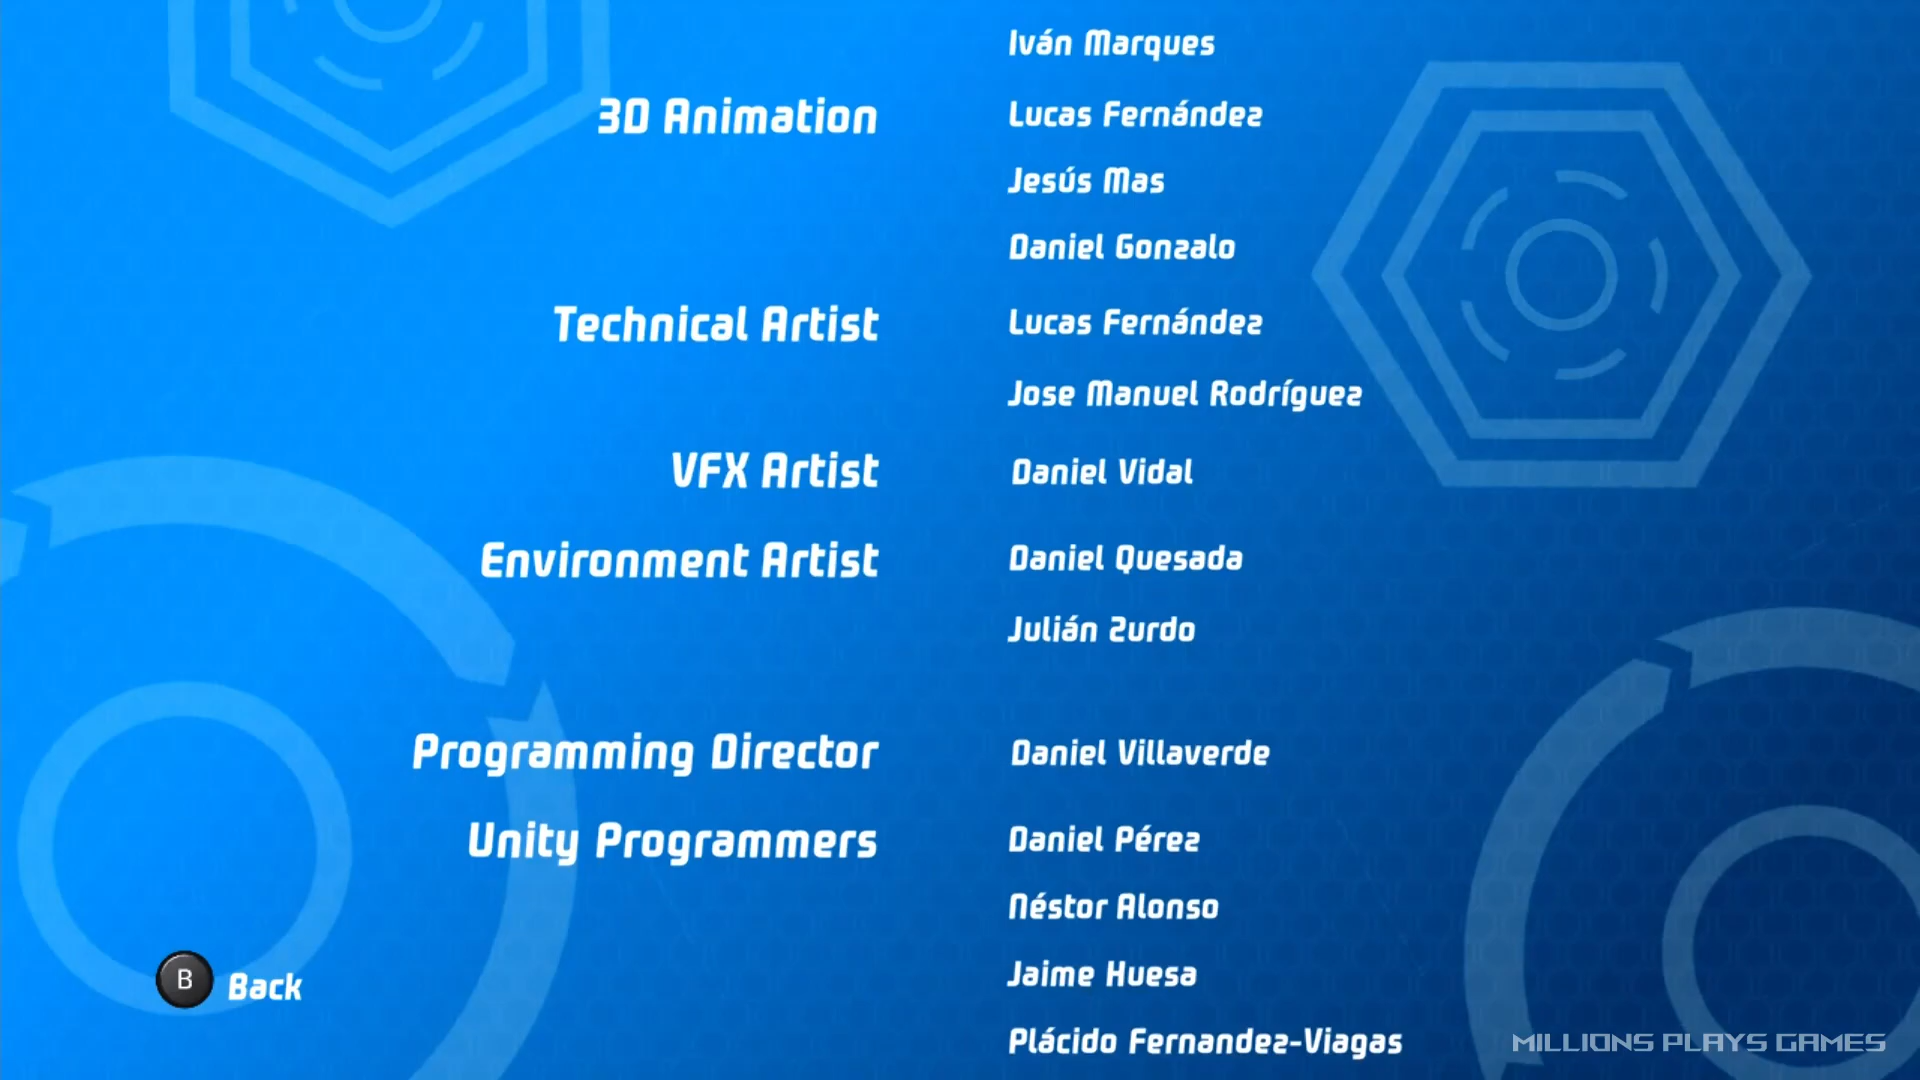 Iván Marques
3D Animation Lucas Fernández
Jesús Mas
Daniel Gonzalo
Technical Artist Lucas Fernández
Jose Manuel Rodríguez
VFX Artist Daniel Vidal
Environment Artist Daniel Quesada
Julián Zurdo
Programming Director Daniel Villaverde
Unity Programmers Daniel Pérez
Néstor Alonso
Jaime Huesa
B Back
Plácido Fernandez-Viagas
MILLIONS PLAYS GAMES